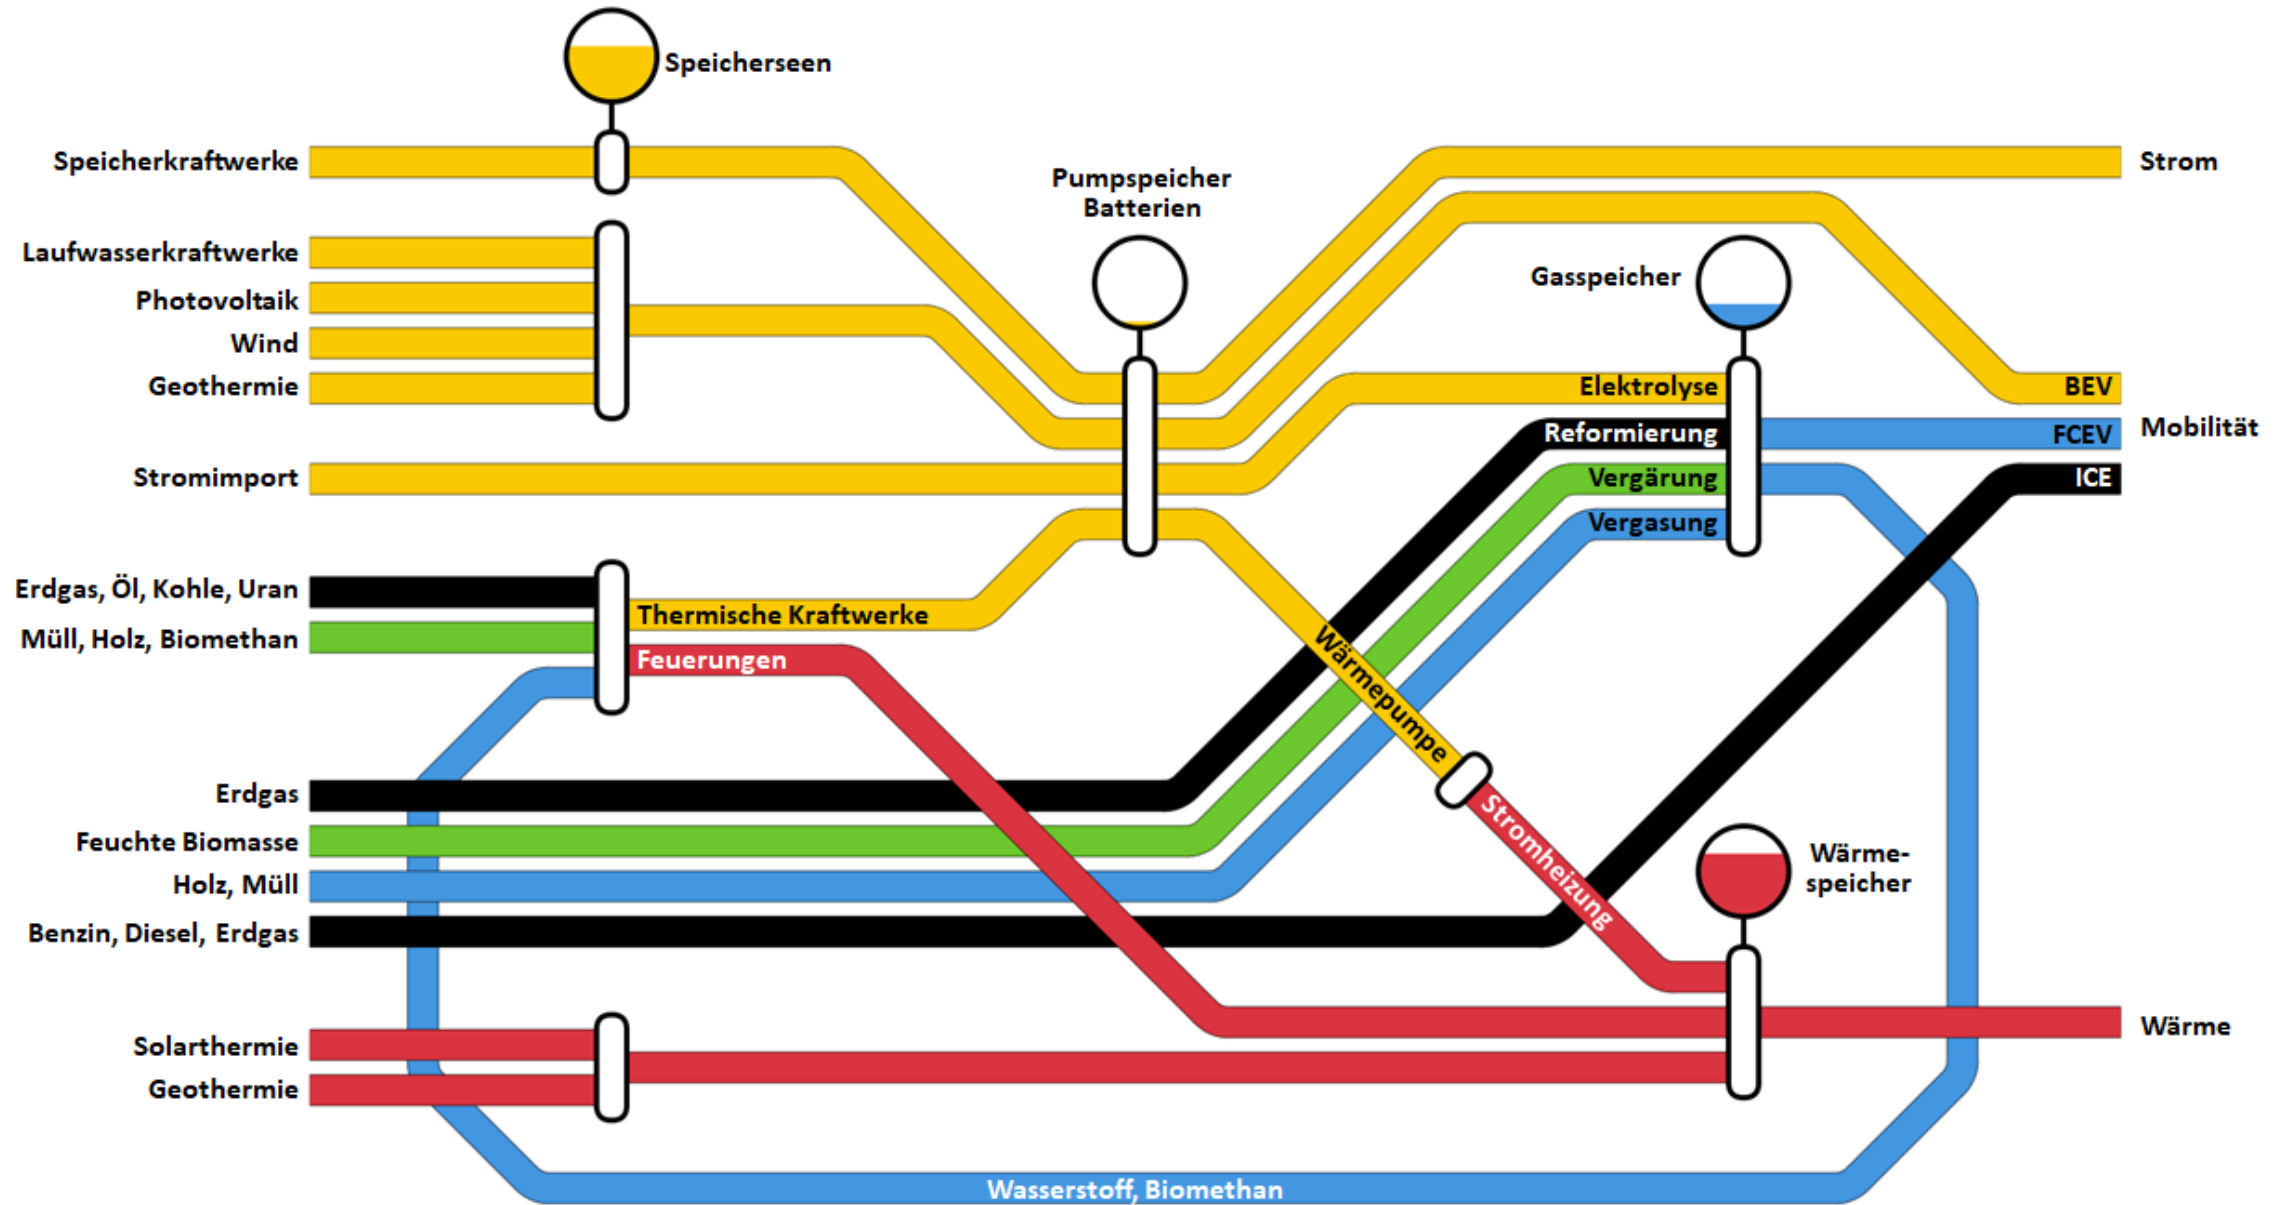 Speicherseen
Speicherkraftwerke
Strom
Pumpspeicher
Batterien
Laufwasserkraftwerke
Photovoltaik
Wind
Geothermie
Gasspeicher
Elektrolyse
BEV
Reformierung
FCEV
Mobilität
Stromimport
Vergärung
ICE
Vergasung
Erdgas, Öl, Kohle, Uran
Thermische Kraftwerke
Müll, Holz, Biomethan
Feuerungen
Wärmepumpe
Stromheizung
Erdgas
Feuchte Biomasse
Holz, Müll
Benzin, Diesel, Erdgas
Wärme-
speicher
Solarthermie
Geothermie
Wärme
Wasserstoff, Biomethan